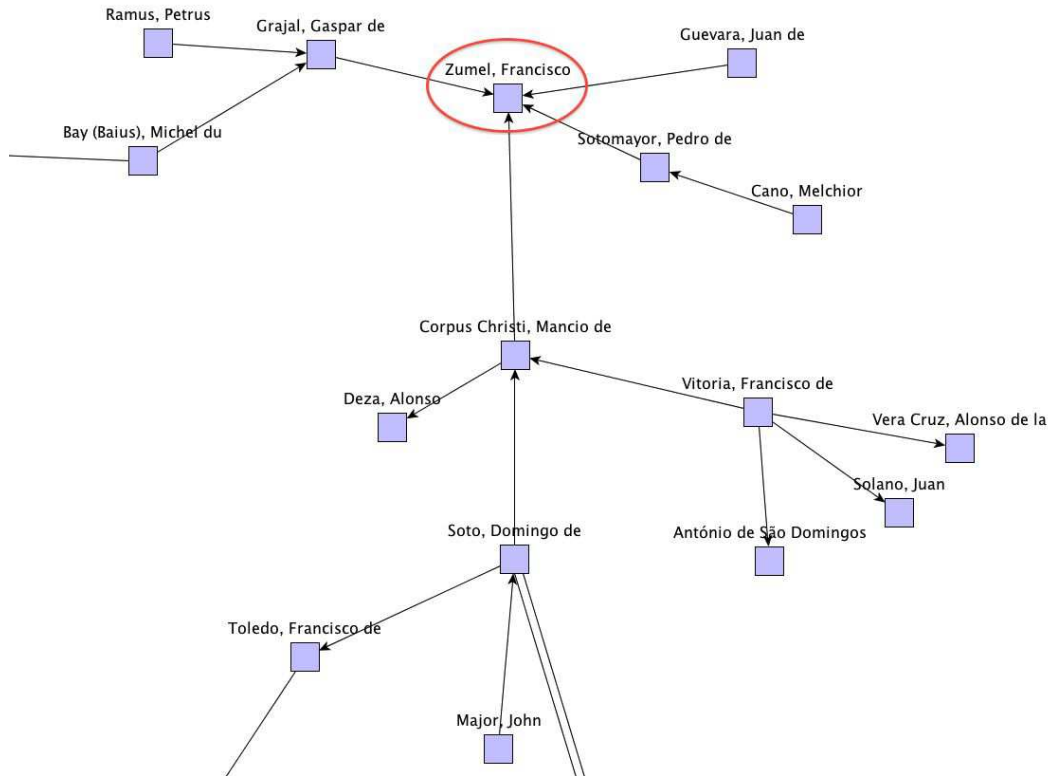 Ramus, Petrus
Grajal, Gaspar de
Guevara, Juan de
Zumel, Francisco
Bay (Baius), Michel du
Sotomayor, Pedro de
Cano, Melchior
Corpus Christi, Mancio de
Deza, Alonso
Vitoria, Francisco de
Vera Cruz, Alonso de la
Solano, Juan
Soto, Domingo de
António de São Domingos
Toledo, Francisco de
Major, John